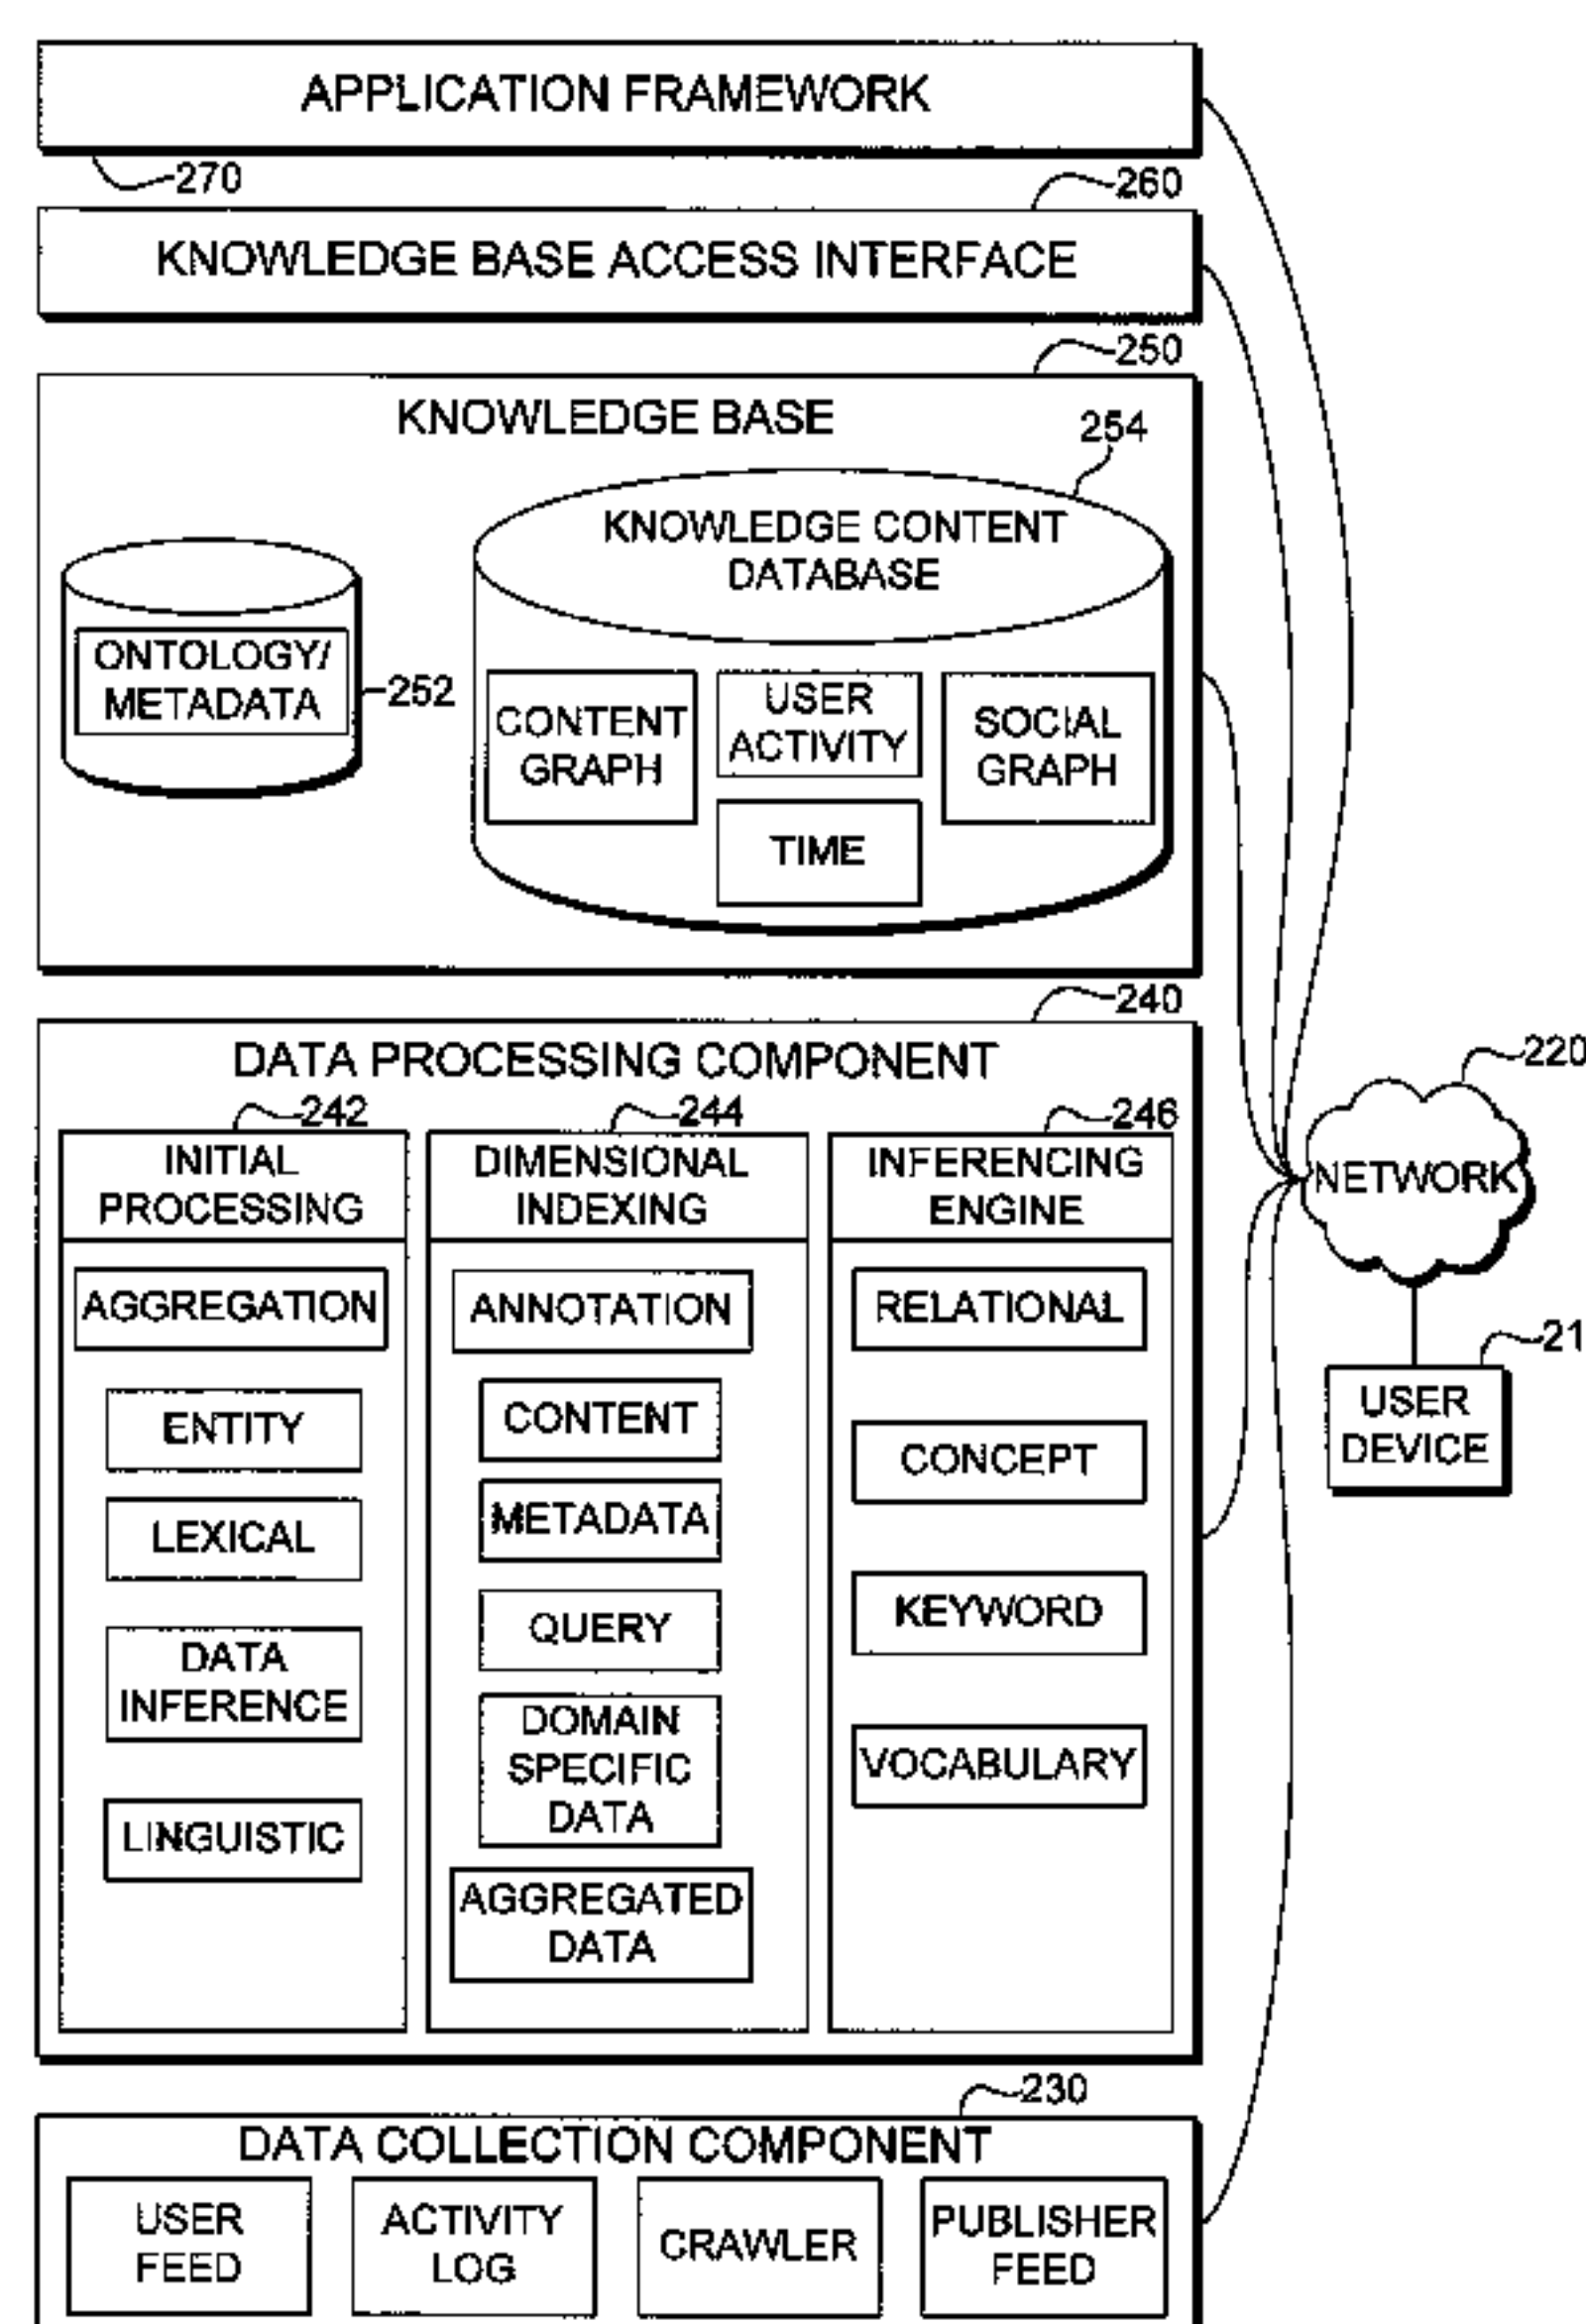 APPLICATION FRAMEWORK
270
260
KNOWLEDGE BASE ACCESS INTERFACE
250
KNOWLEDGE BASE
254
KNOWLEDGE CONTENT
DATABASE
ONTOLOGY/
METADATA
252
CONTENT
GRAPH
USER
ACTIVITY
SOCIAL
GRAPH
TIME
240
DATA PROCESSING COMPONENT
242
INITIAL
PROCESSING
AGGREGATION
ENTITY
LEXICAL
DATA
INFERENCE
LINGUISTIC
244
DIMENSIONAL
INDEXING
ANNOTATION
CONTENT
METADATA
QUERY
DOMAIN
SPECIFIC
DATA
AGGREGATED
DATA
246
INFERENCING
ENGINE
RELATIONAL
CONCEPT
KEYWORD
VOCABULARY
220
NETWORK
21
USER
DEVICE
230
DATA COLLECTION COMPONENT
USER
FEED
ACTIVITY
LOG
CRAWLER
PUBLISHER
FEED